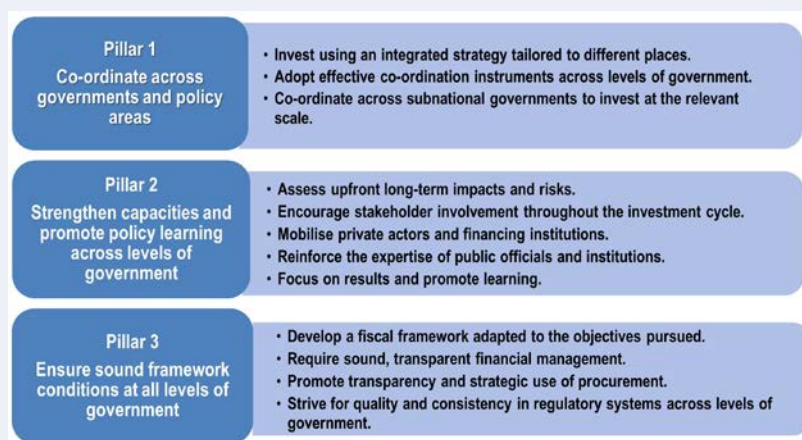 Pillar 1
Co-ordinate across
governments and policy
areas
• Invest using an integrated strategy tailored to different places.
• Adopt effective co-ordination instruments across levels of government.
• Co-ordinate across subnational governments to invest at the relevant
scale.
Pillar 2
Strengthen capacities and
promote policy learning
across levels of
government
• Assess upfront long-term impacts and risks.
• Encourage stakeholder involvement throughout the investment cycle.
• Mobilise private actors and financing institutions.
• Reinforce the expertise of public officials and institutions.
• Focus on results and promote learning.
Pillar 3
Ensure sound framework
conditions at all levels of
government
• Develop a fiscal framework adapted to the objectives pursued.
• Require sound, transparent financial management.
• Promote transparency and strategic use of procurement.
• Strive for quality and consistency in regulatory systems across levels of
government.